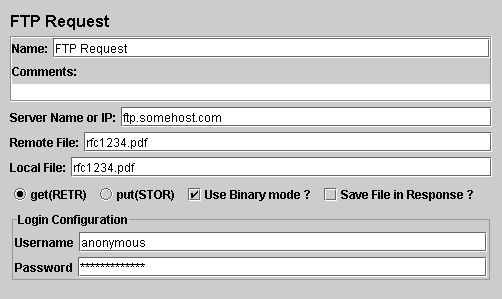 FTP Request
Name: FTP Request
Comments:
Server Name or IP: ftp.somehost.com
Remote File: rfc1234.pdf
Local File: rfc1234.pdf
get(RETR) put(STOR) Use Binary mode ? Save File in Response ?
Login Configuration
Username anonymous
Password *************